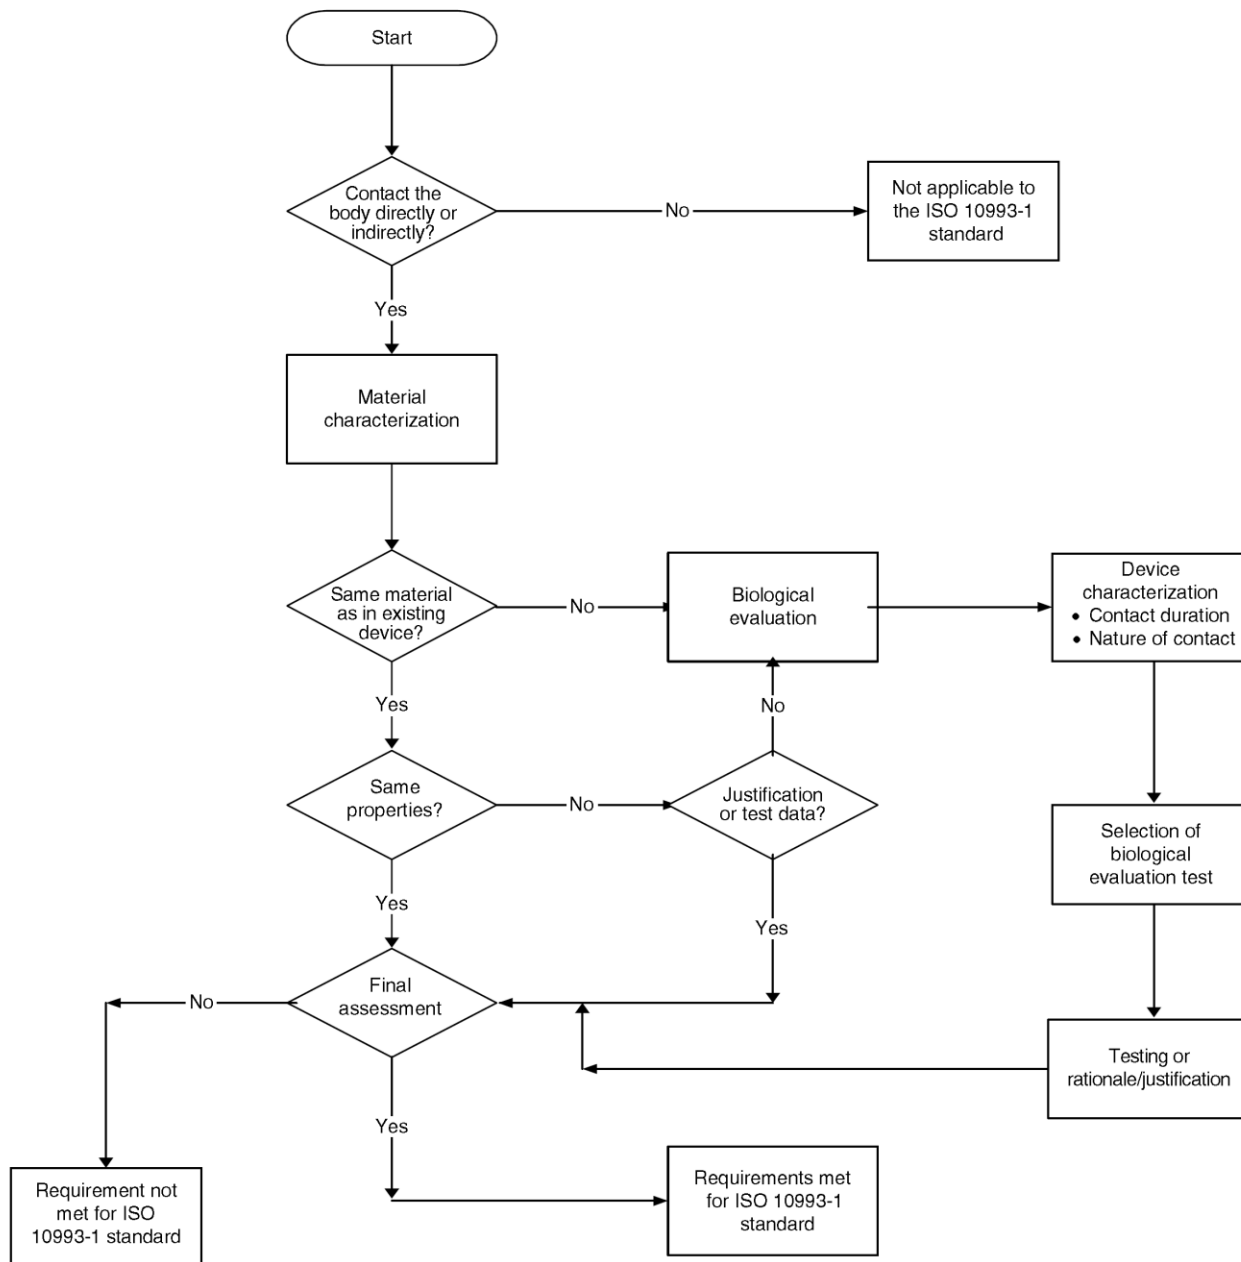 Start
Contact the
body directly or
indirectly?
No
Not applicable to
the ISO 10993-1
standard
Yes
Material
characterization
Same material
as in existing
device?
No
Biological
evaluation
Device
characterization
• Contact duration
• Nature of contact
Yes
No
Same
properties?
No
Justification
or test data?
Selection of
biological
evaluation test
Yes
Yes
Final
assessment
No
Testing or
rationale/justification
Yes
Requirement not
met for ISO
10993-1 standard
Requirements met
for ISO 10993-1
standard